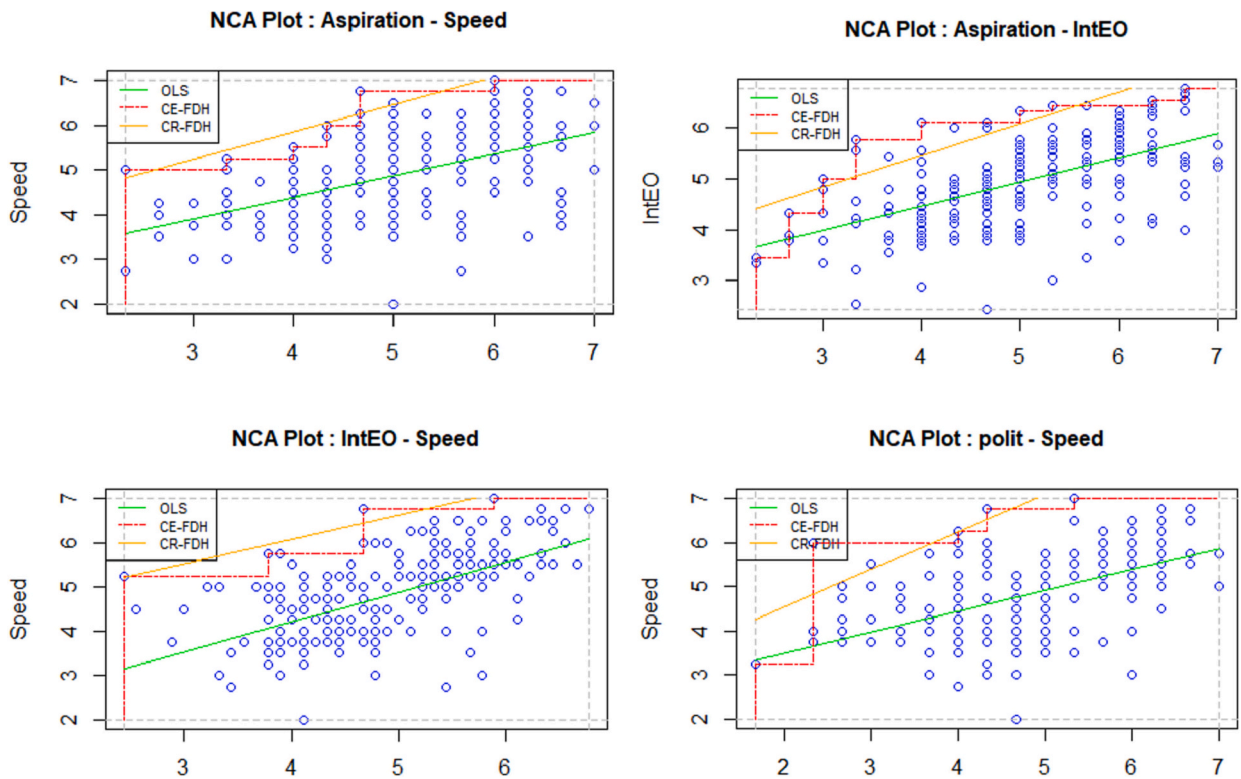 NCA Plot : Aspiration - Speed
Speed
7
6
5
4
3
2
OLS
CE-FDH
CR-FDH
3 4 5 6 7
NCA Plot : Aspiration - IntEO
IntEO
6
5
4
3
OLS
CE-FDH
CR-FDH
3 4 5 6 7
NCA Plot : IntEO - Speed
Speed
7
6
5
4
3
2
OLS
CE-FDH
CR-FDH
3 4 5 6
NCA Plot : polit - Speed
Speed
7
6
5
4
3
2
OLS
CE-FDH
CR-FDH
2 3 4 5 6 7